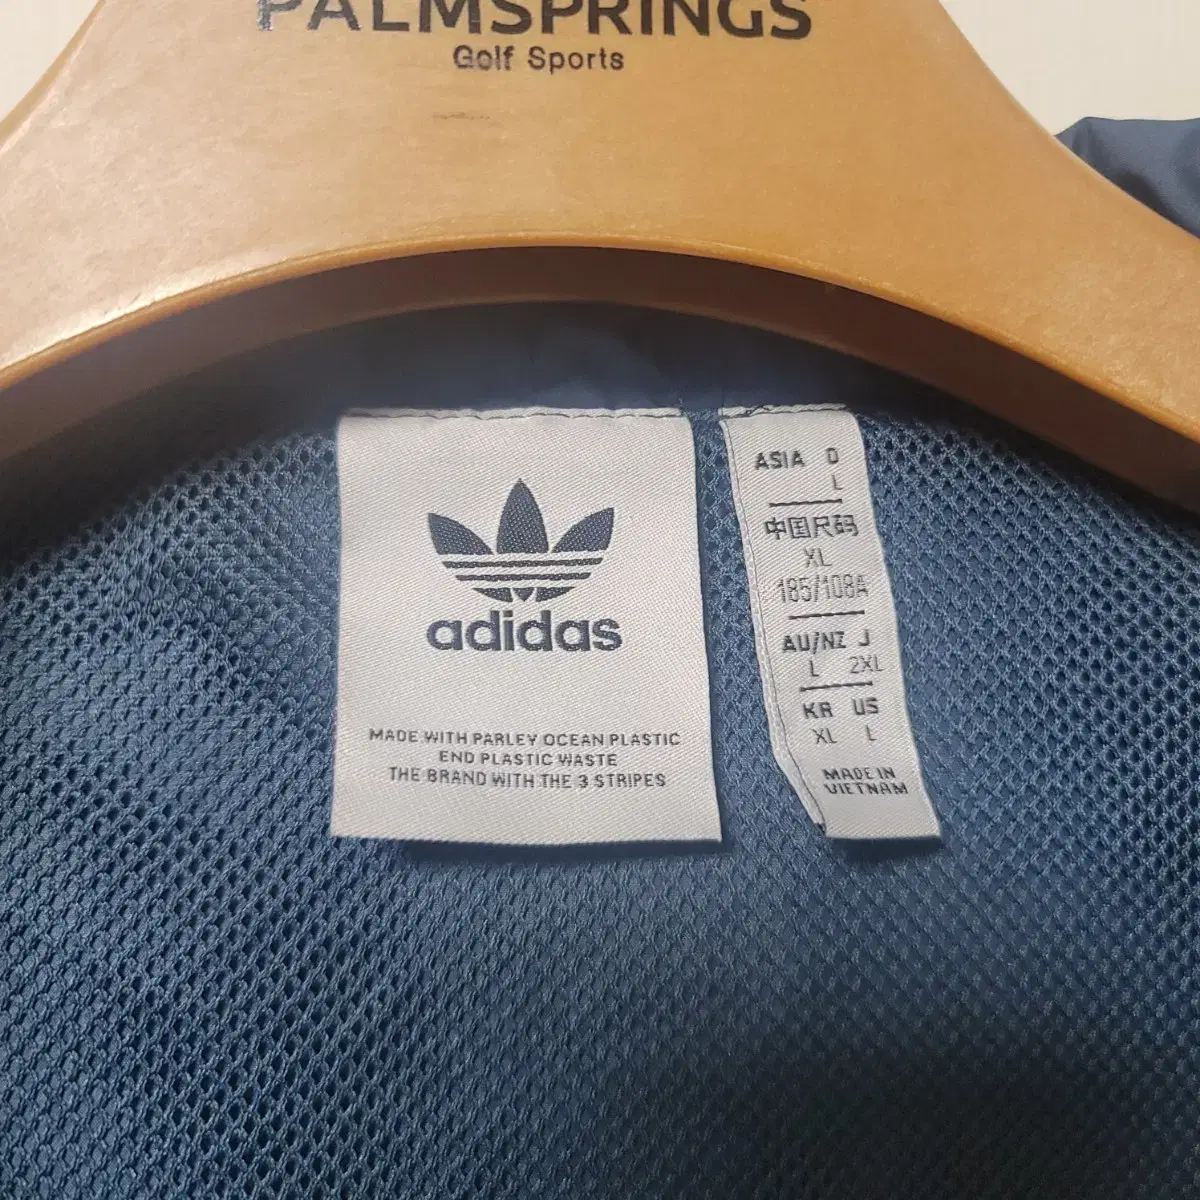 PALMSPRINGS
Golf Sports
adidas
MADE WITH PARLEY OCEAN PLASTIC
END PLASTIC WASTE
THE BRAND WITH THE 3 STRIPES
ASIA D
L
中国尺码
XL
185/108A
AU/NZ J
L 2XL
KR US
XL L
MADE IN
VIETNAM